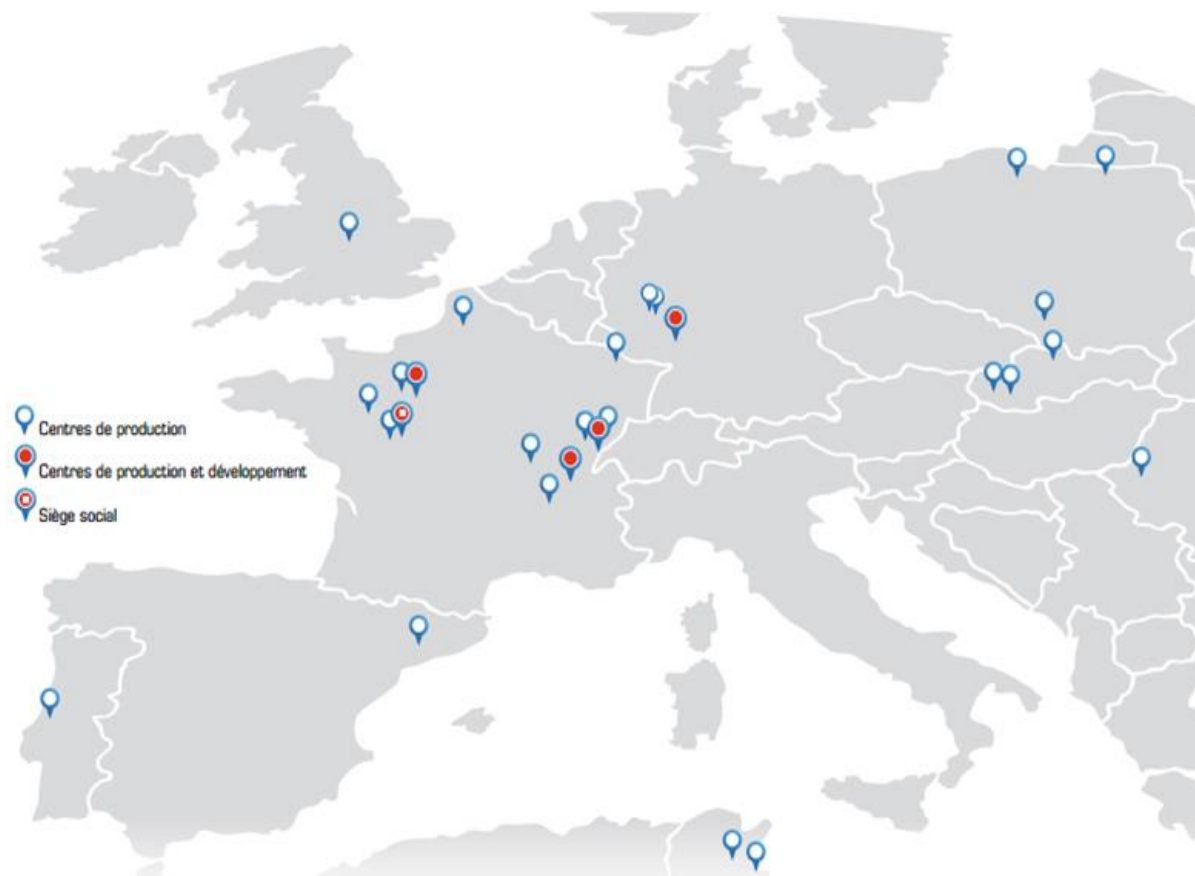 Centres de production
Centres de production et développement
Siège social